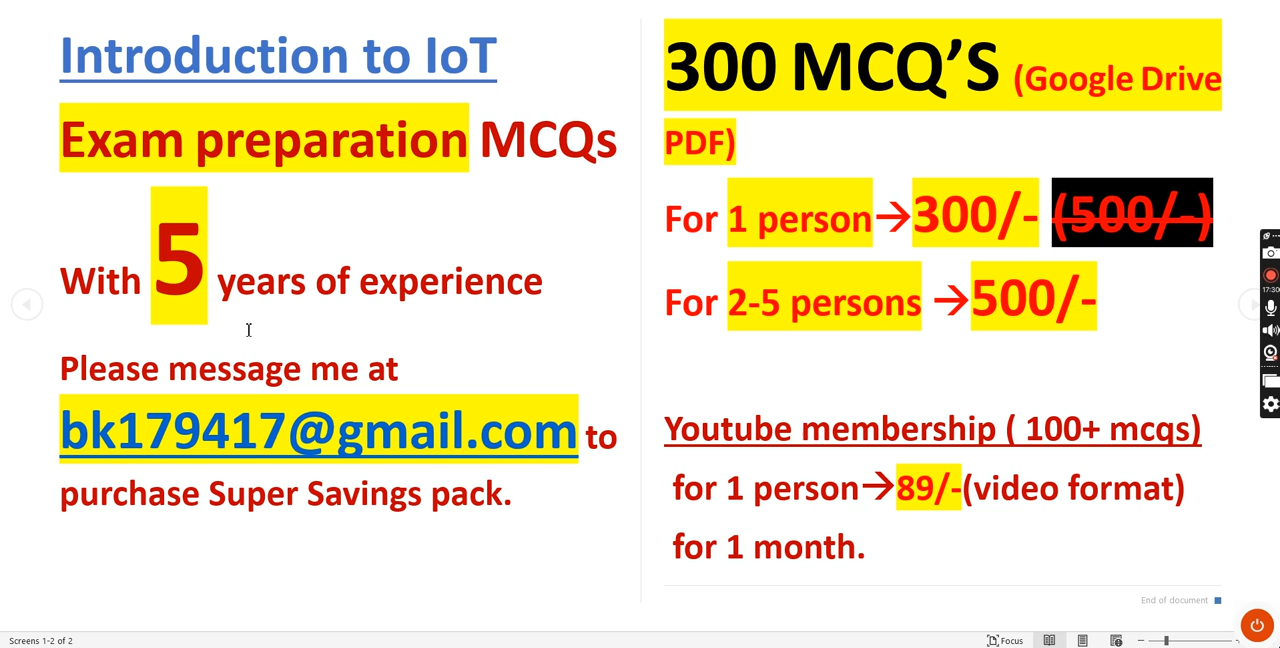 Introduction to IoT
Exam preparation MCQs
With 5 years of experience
Please message me at
bk179417@gmail.com to
purchase Super Savings pack.
300 MCQ’S (Google Drive
PDF)
For 1 person→300/- (500/-)
For 2-5 persons →500/-
Youtube membership ( 100+ mcqs)
for 1 person→89/-(video format)
for 1 month.
End of document
17:30
Screens 1-2 of 2
Focus